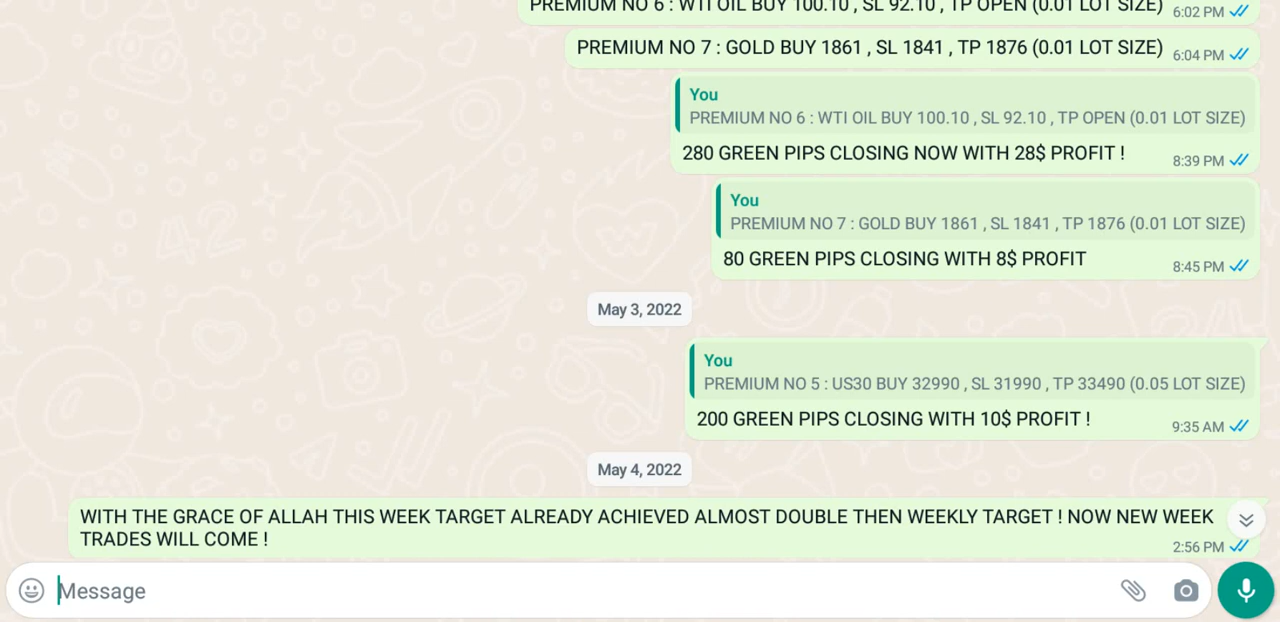 PREMIUM NO 6 : WTI OIL BUY 100.10 , SL 92.10 , TP OPEN (0.01 LOT SIZE) 6:02 PM
PREMIUM NO 7 : GOLD BUY 1861 , SL 1841 , TP 1876 (0.01 LOT SIZE) 6:04 PM
You
PREMIUM NO 6 : WTI OIL BUY 100.10 , SL 92.10 , TP OPEN (0.01 LOT SIZE)
280 GREEN PIPS CLOSING NOW WITH 28$ PROFIT ! 8:39 PM
You
PREMIUM NO 7 : GOLD BUY 1861 , SL 1841 , TP 1876 (0.01 LOT SIZE)
80 GREEN PIPS CLOSING WITH 8$ PROFIT 8:45 PM
May 3, 2022
You
PREMIUM NO 5 : US30 BUY 32990 , SL 31990 , TP 33490 (0.05 LOT SIZE)
200 GREEN PIPS CLOSING WITH 10$ PROFIT ! 9:35 AM
May 4, 2022
WITH THE GRACE OF ALLAH THIS WEEK TARGET ALREADY ACHIEVED ALMOST DOUBLE THEN WEEKLY TARGET ! NOW NEW WEEK
TRADES WILL COME ! 2:56 PM
Message